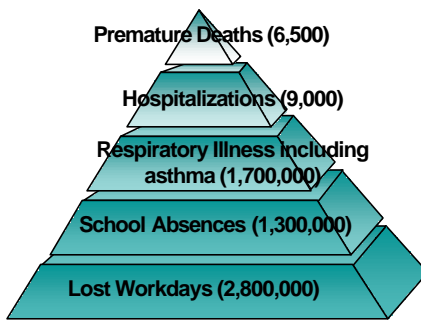 Premature Deaths (6,500)
Hospitalizations (9,000)
Respiratory Illness including
asthma (1,700,000)
School Absences (1,300,000)
Lost Workdays (2,800,000)